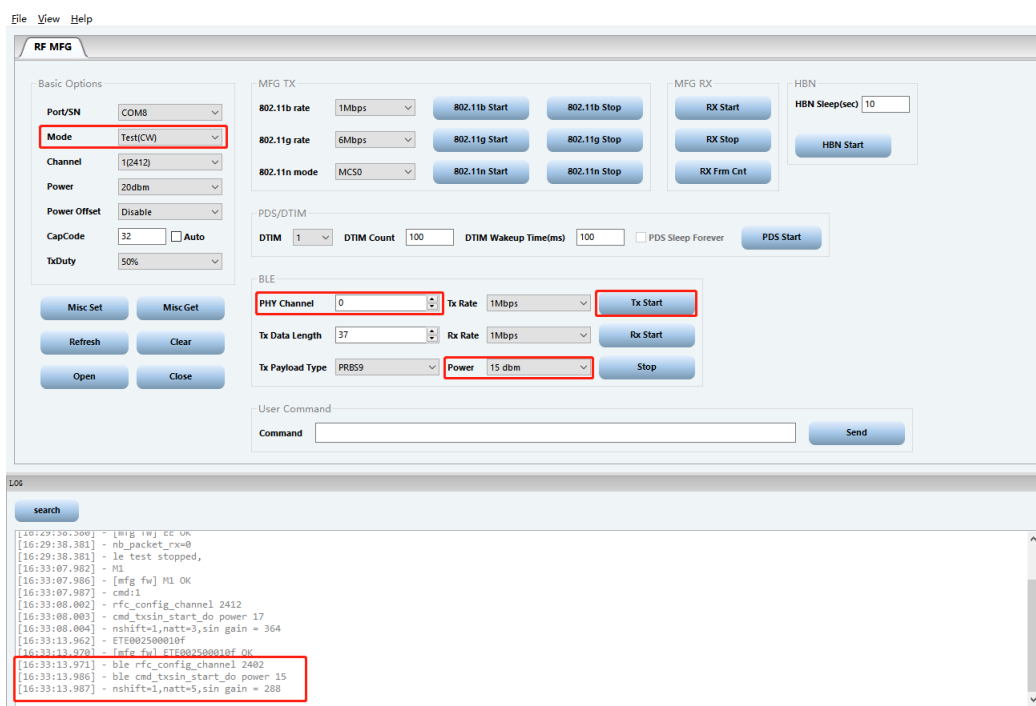 File View Help
RF MFG
Basic Options
Port/SN COM8
Mode Test(CW)
Channel 1(2412)
Power 20dbm
Power Offset Disable
CapCode 32 Auto
TxDuty 50%
Misc Set Misc Get
Refresh Clear
Open Close
MFG TX
802.11b rate 1Mbps 802.11b Start 802.11b Stop
802.11g rate 6Mbps 802.11g Start 802.11g Stop
802.11n mode MCS0 802.11n Start 802.11n Stop
MFG RX
RX Start
RX Stop
RX Frm Cnt
HBN
HBN Sleep(sec) 10
HBN Start
PDS/DTIM
DTIM 1 DTIM Count 100 DTIM Wakeup Time(ms) 100 PDS Sleep Forever PDS Start
BLE
PHY Channel 0 Tx Rate 1Mbps Tx Start
Tx Data Length 37 Rx Rate 1Mbps Rx Start
Tx Payload Type PRBS9 Power 15 dbm Stop
User Command
Command Send
LOG
search
[16:29:38.380] - [mfg fw] EE OK
[16:29:38.381] - nb_packet_rx=0
[16:29:38.381] - le test stopped,
[16:33:07.982] - M1
[16:33:07.986] - [mfg fw] M1 OK
[16:33:07.987] - cmd:1
[16:33:08.002] - rfc_config_channel 2412
[16:33:08.003] - cmd_txsin_start_do power 17
[16:33:08.004] - nshift=1,natt=3,sin gain = 364
[16:33:13.962] - ETE002500010f
[16:33:13.970] - [mfg fw] ETE002500010f OK
[16:33:13.971] - ble rfc_config_channel 2402
[16:33:13.986] - ble cmd_txsin_start_do power 15
[16:33:13.987] - nshift=1,natt=5,sin gain = 288